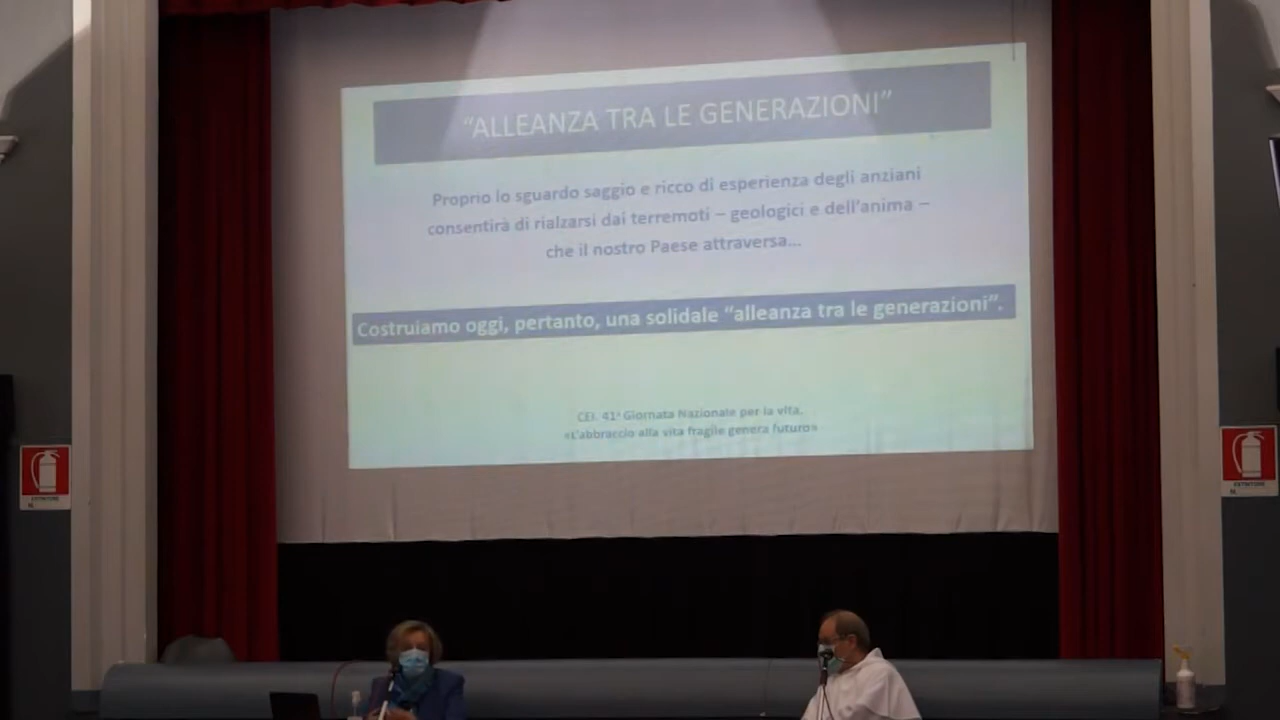 “ALLEANZA TRA LE GENERAZIONI”
Proprio lo sguardo saggio e ricco di esperienza degli anziani
consentirà di rialzarsi dai terremoti – geologici e dell’anima –
che il nostro Paese attraversa...
Costruiamo oggi, pertanto, una solidale “alleanza tra le generazioni”.
CEI. 41ª Giornata Nazionale per la vita.
«L’abbraccio alla vita fragile genera futuro»
ESTINTORE
N.
ESTINTORE
N.